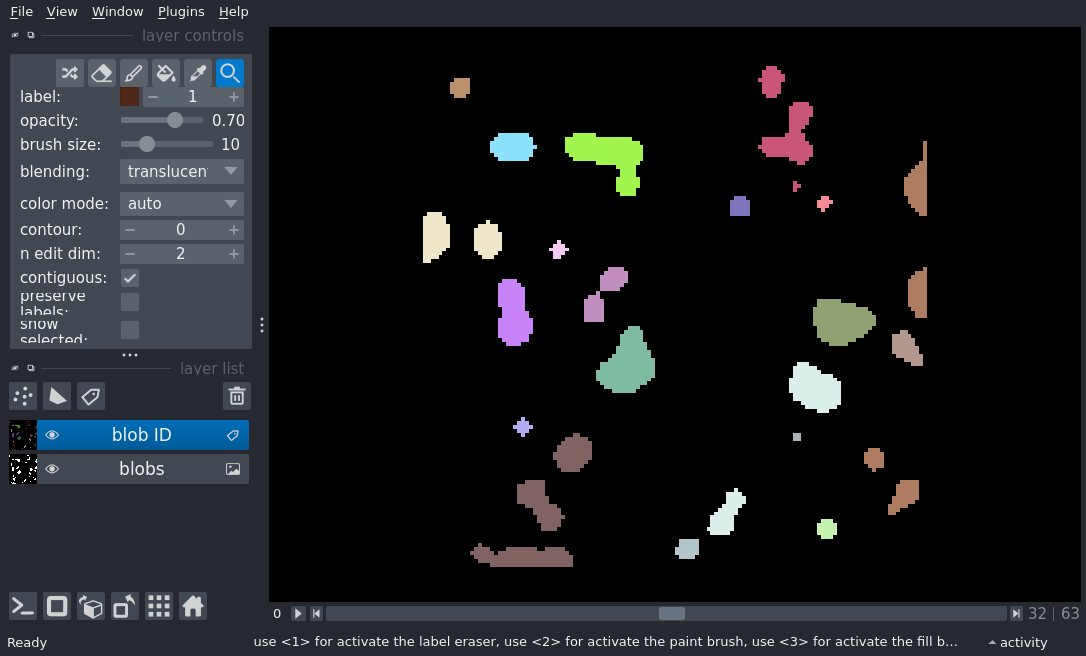 File View Window Plugins Help
layer controls
label: 1
opacity: 0.70
brush size: 10
blending: translucen
color mode: auto
contour: 0
n edit dim: 2
contiguous:
preserve
labels:
show
selected:
layer list
blob ID
blobs
0 32 63
Ready use <1> for activate the label eraser, use <2> for activate the paint brush, use <3> for activate the fill b... activity